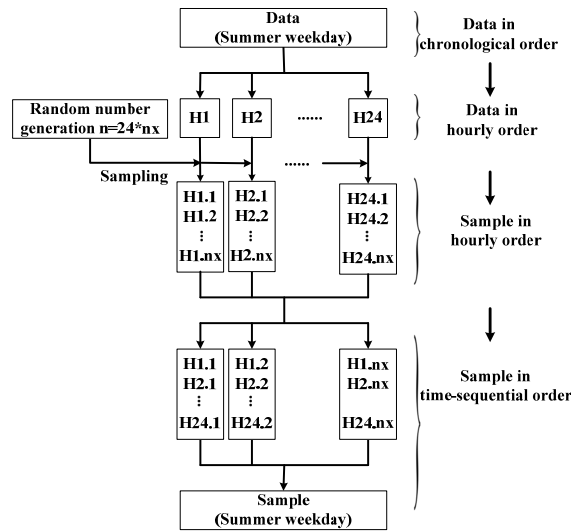 Data
(Summer weekday)
Data in
chronological order
Random number
generation n=24*nx
H1
H2
......
H24
Data in
hourly order
Sampling
......
H1.1
H1.2
⋮
H1.nx
H2.1
H2.2
⋮
H2.nx
H24.1
H24.2
⋮
H24.nx
Sample in
hourly order
H1.1
H2.1
⋮
H24.1
H1.2
H2.2
⋮
H24.2
H1.nx
H2.nx
H24.nx
Sample in
time-sequential order
Sample
(Summer weekday)